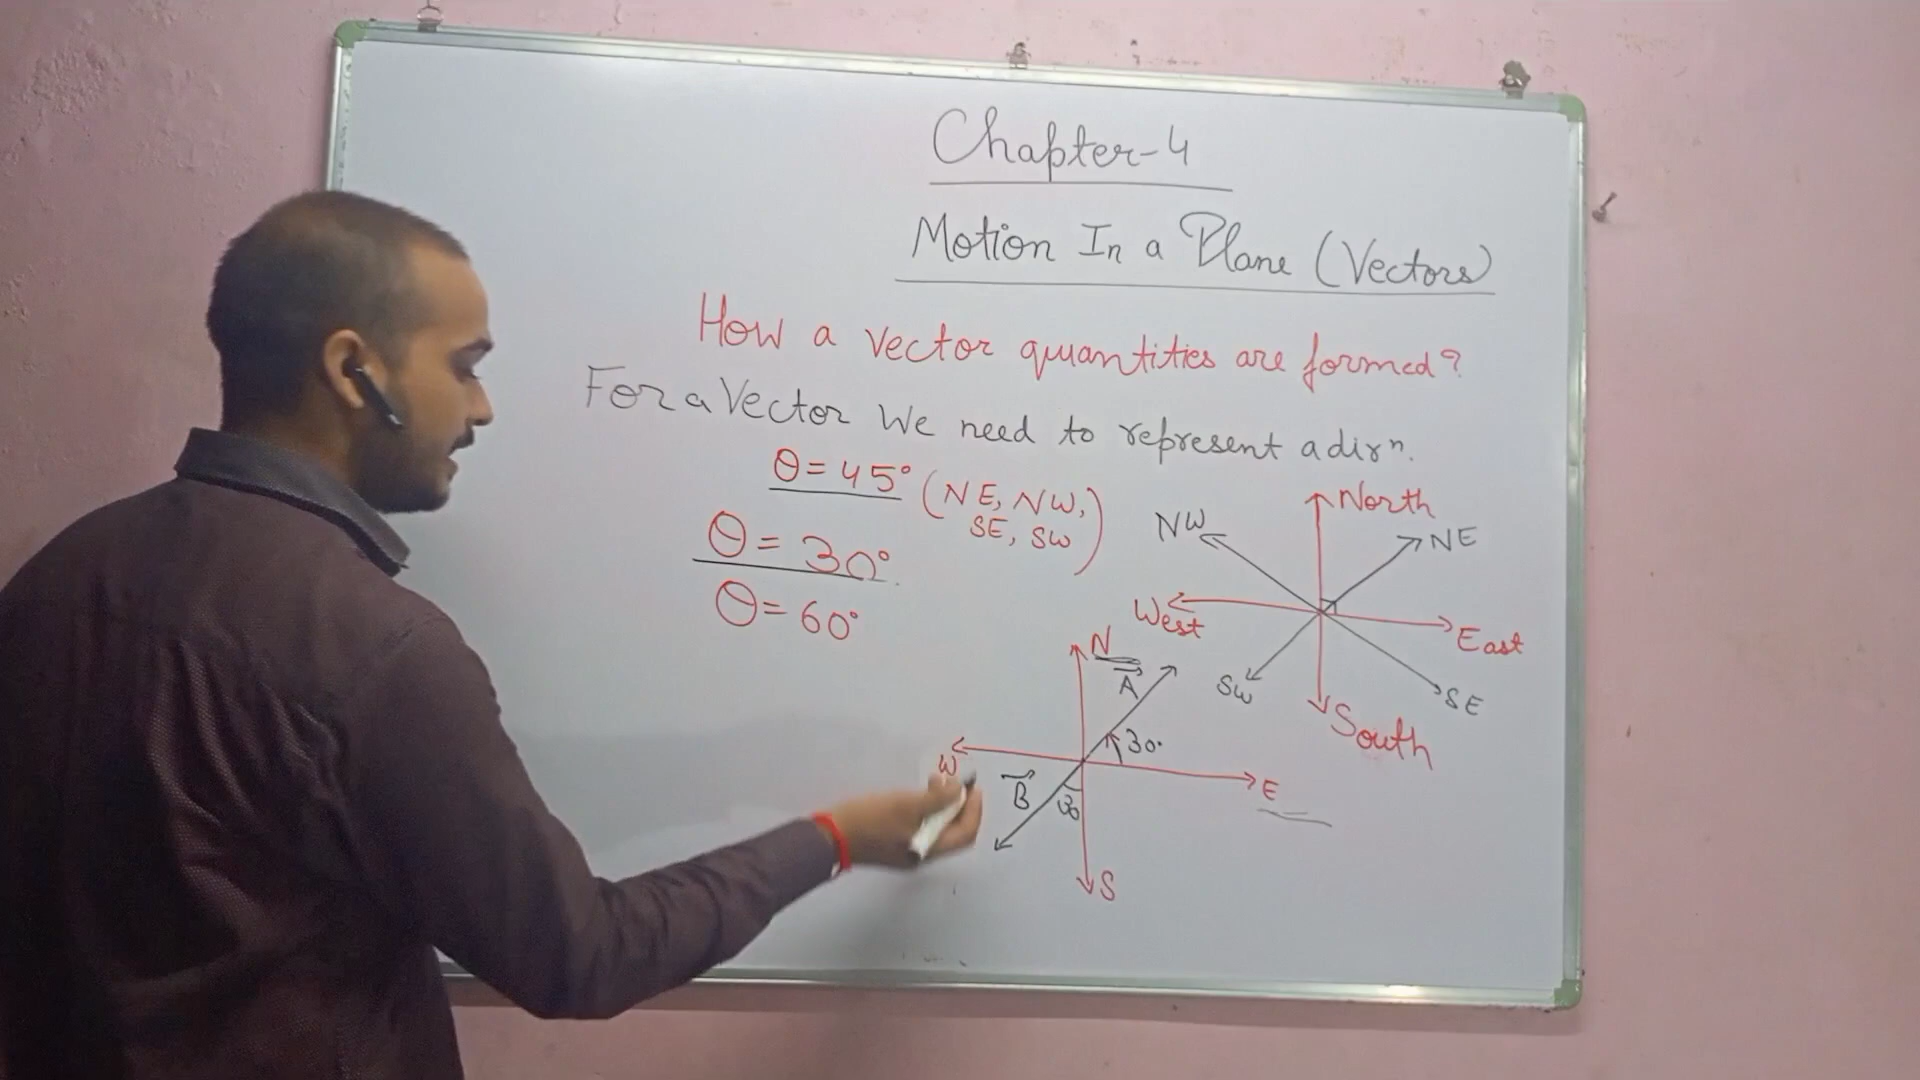 Chapter-4
Motion In a Plane (Vectors)
How a vector quantities are formed?
For a Vector We need to represent a dirⁿ.
θ = 45° (NE, NW,
SE, SW)
θ = 30°
θ = 60°
North
NW
NE
West
East
SW
SE
South
N
A
30°
W
E
B
30
S